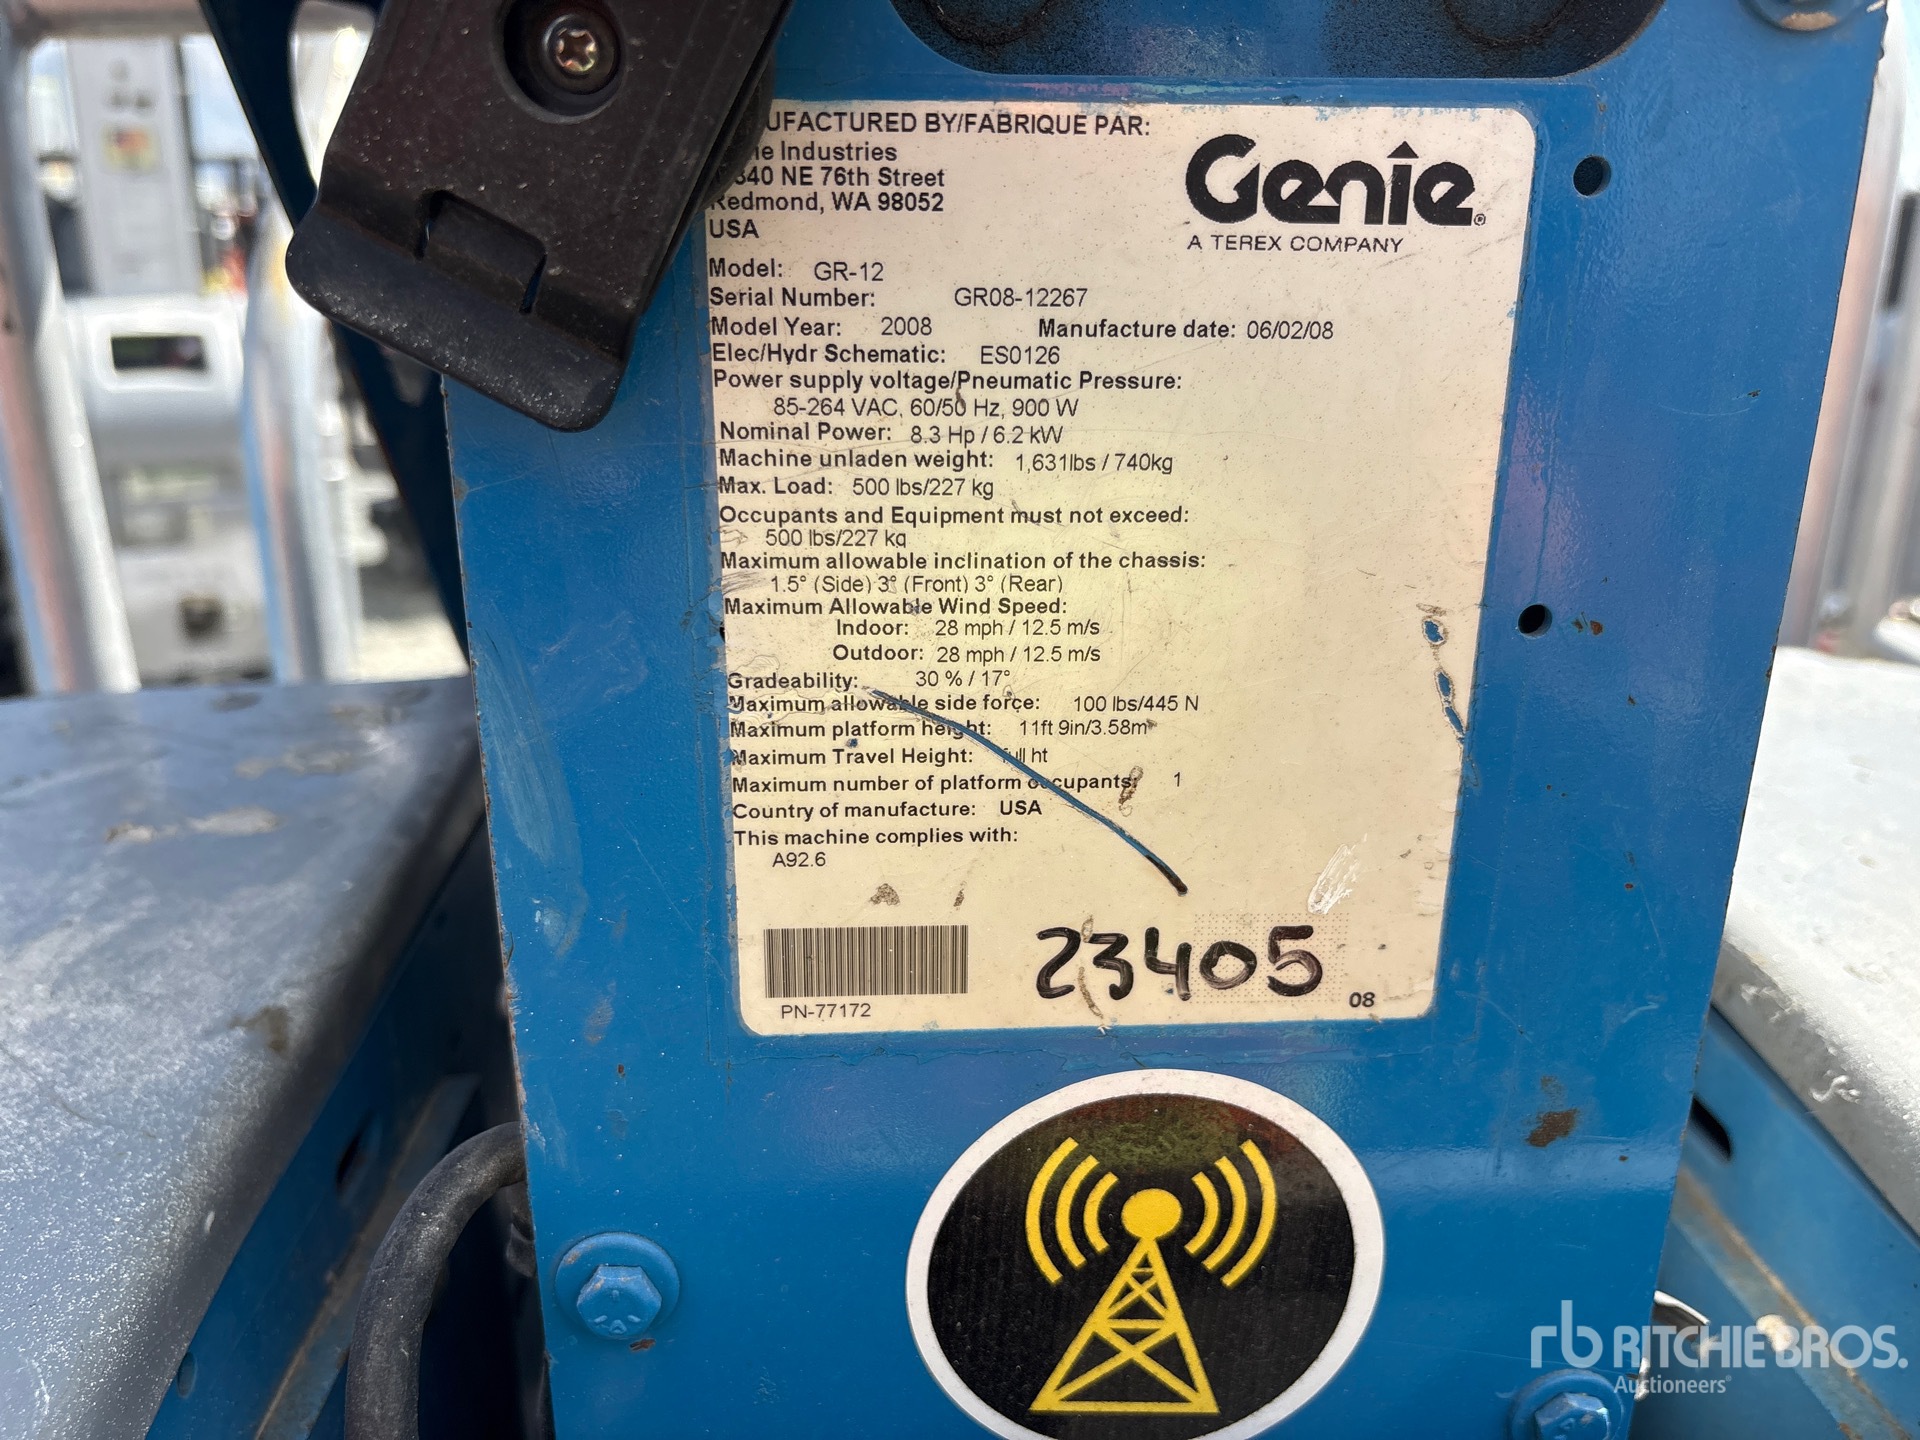 UFACTURED BY/FABRIQUE PAR:
Industries
340 NE 76th Street
Redmond, WA 98052
USA
Genie®
A TEREX COMPANY
Model: GR-12
Serial Number: GR08-12267
Model Year: 2008 Manufacture date: 06/02/08
Elec/Hydr Schematic: ES0126
Power supply voltage/Pneumatic Pressure:
85-264 VAC, 60/50 Hz, 900 W
Nominal Power: 8.3 Hp / 6.2 kW
Machine unladen weight: 1,631lbs / 740kg
Max. Load: 500 lbs/227 kg
Occupants and Equipment must not exceed:
500 lbs/227 kg
Maximum allowable inclination of the chassis:
1.5° (Side) 3° (Front) 3° (Rear)
Maximum Allowable Wind Speed:
Indoor: 28 mph / 12.5 m/s
Outdoor: 28 mph / 12.5 m/s
Gradeability: 30 % / 17°
Maximum allowable side force: 100 lbs/445 N
Maximum platform height: 11ft 9in/3.58m
Maximum Travel Height: full ht
Maximum number of platform occupants: 1
Country of manufacture: USA
This machine complies with:
A92.6
23405
PN-77172
08
rb RITCHIE BROS.
Auctioneers